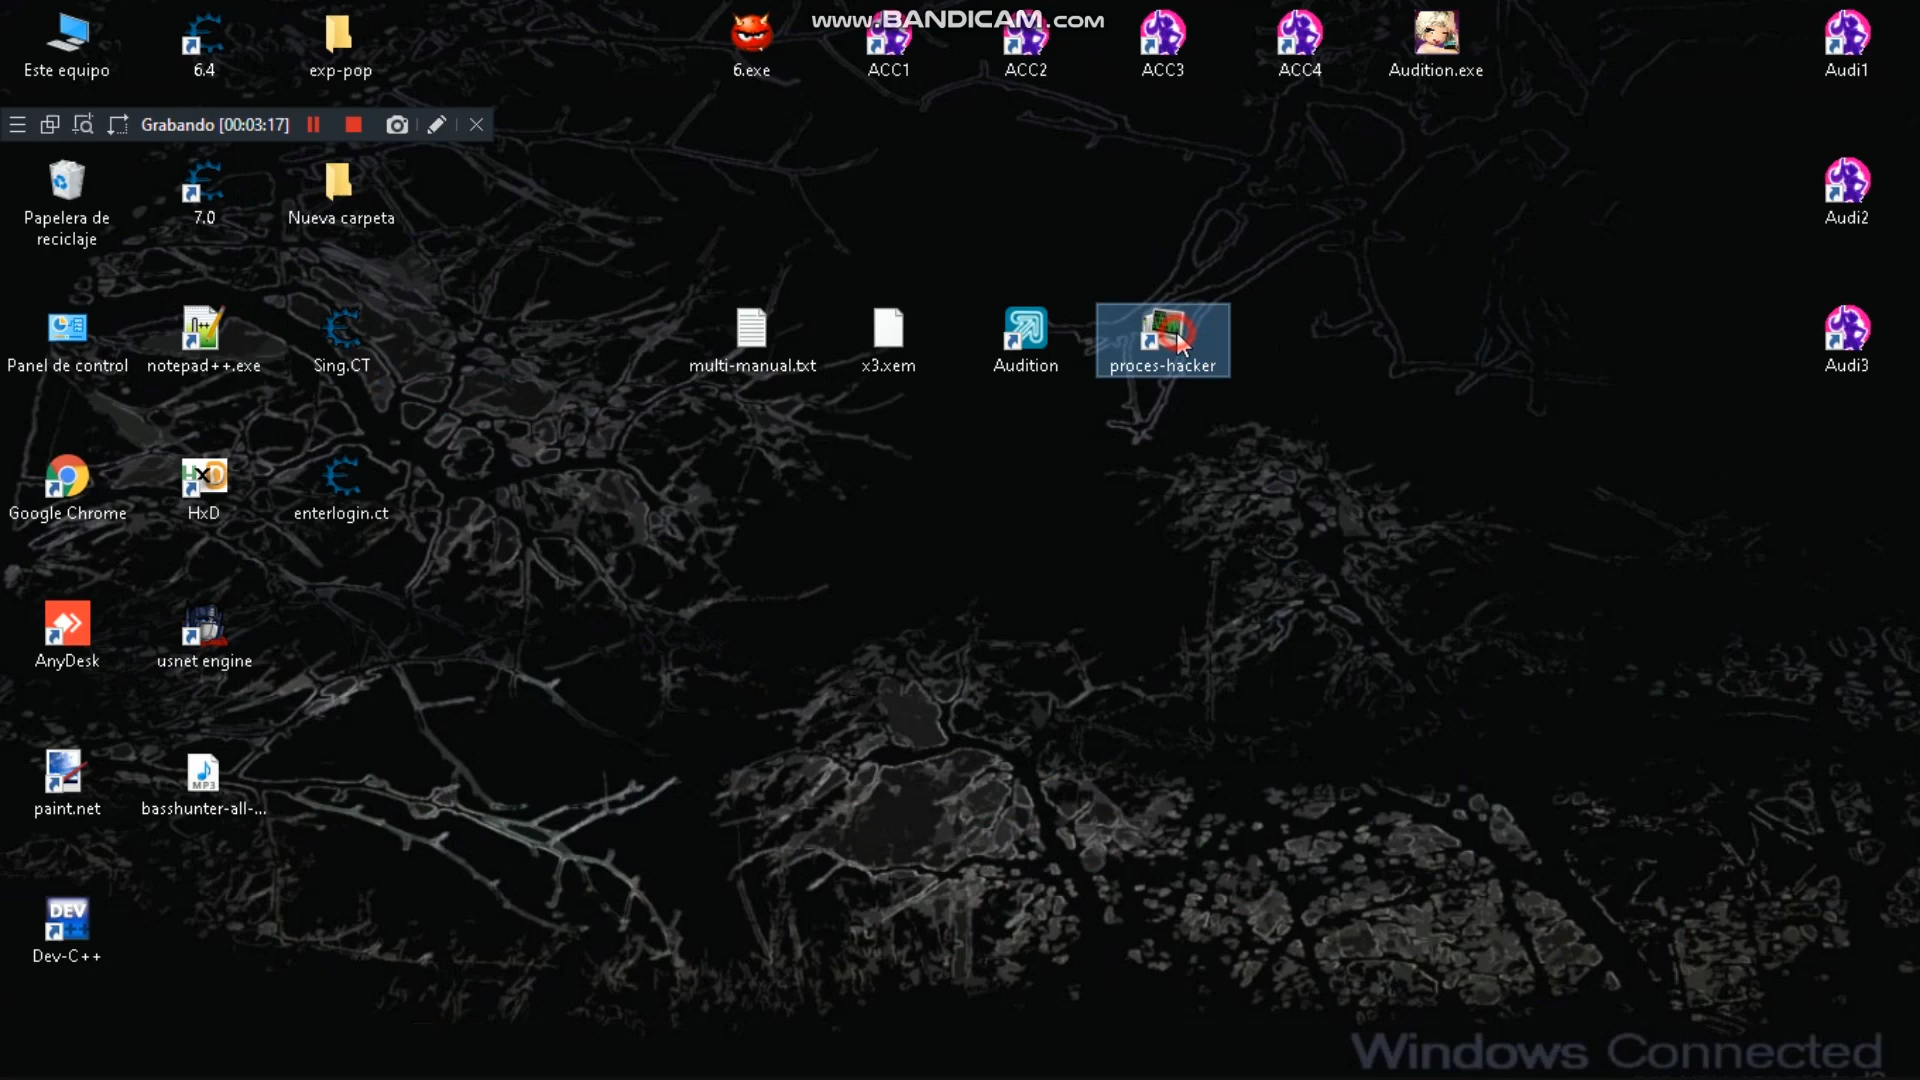 www.BANDICAM.com
Este equipo
6.4
exp-pop
6.exe
ACC1
ACC2
ACC3
ACC4
Audition.exe
Audi1
Grabando [00:03:17]
Papelera de
reciclaje
7.0
Nueva carpeta
Audi2
Panel de control
notepad++.exe
Sing.CT
multi-manual.txt
x3.xem
Audition
proces-hacker
Audi3
Google Chrome
HxD
HxD
enterlogin.ct
AnyDesk
usnet engine
paint.net
MP3
basshunter-all-...
DEV
Dev-C++
Windows Connected